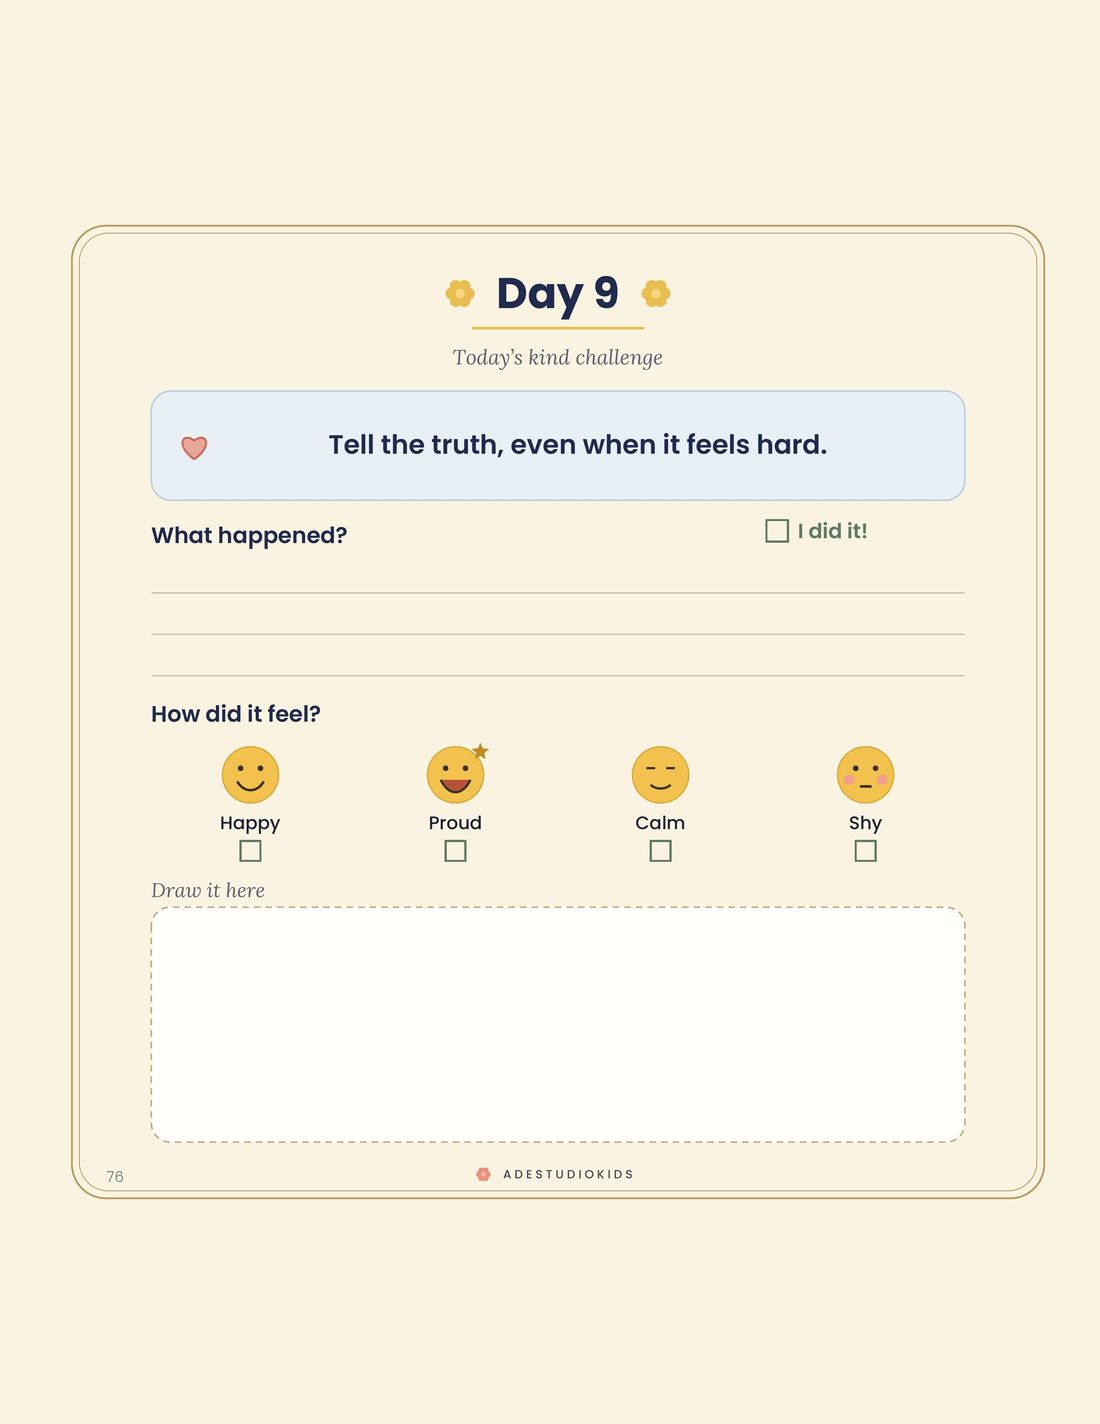 Day 9
Today's kind challenge
Tell the truth, even when it feels hard.
What happened?
I did it!
How did it feel?
Happy
Proud
Calm
Shy
Draw it here
76
ADESTUDIOKIDS